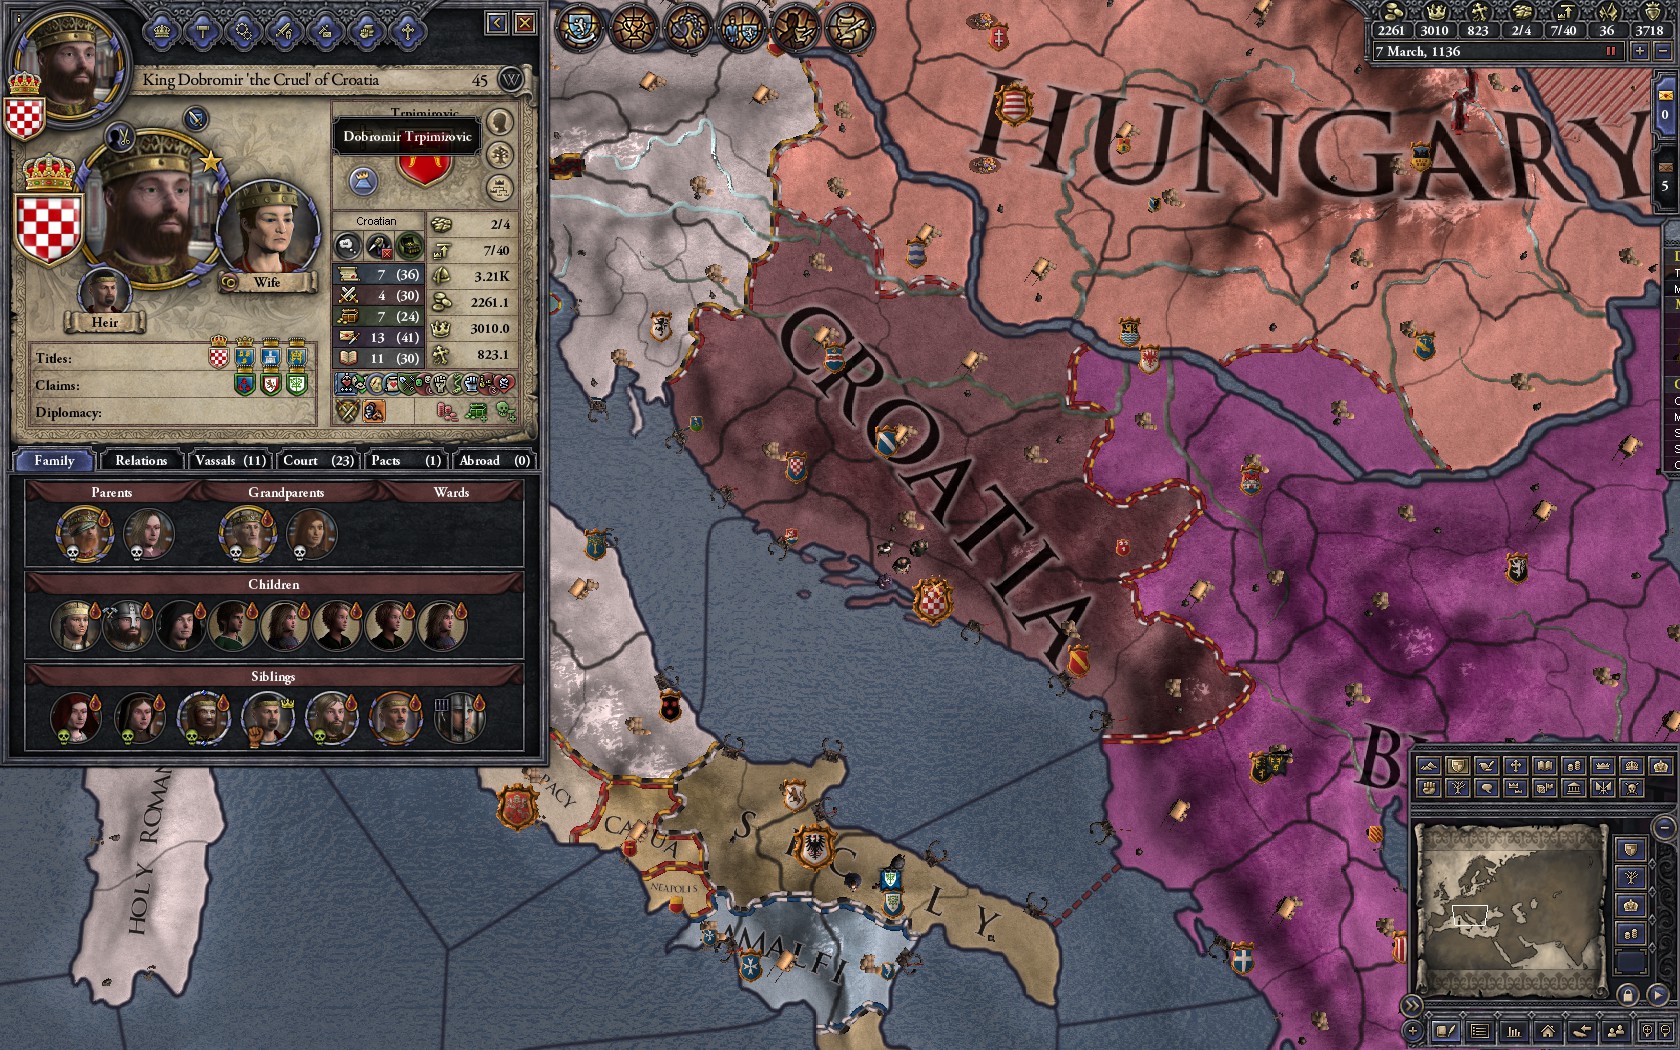 King Dobromir 'the Cruel' of Croatia 45
W
Trpimirovic
Dobromir Trpimirovic
Croatian
2/4
7/40
7 (36)
3.21K
4 (30)
2261.1
7 (24)
3010.0
13 (41)
823.1
11 (30)
Wife
Heir
Titles:
Claims:
Diplomacy:
Family
Relations
Vassals (11)
Court (23)
Pacts (1)
Abroad (0)
Parents
Grandparents
Wards
Children
Siblings
2261 3010 823 2/4 7/40 36 3718
7 March, 1136
0
5
HUNGARY
CROATIA
HOLY ROMAN
PACY
CAPUA
NEAPOLIS
SICILY
AMALFI